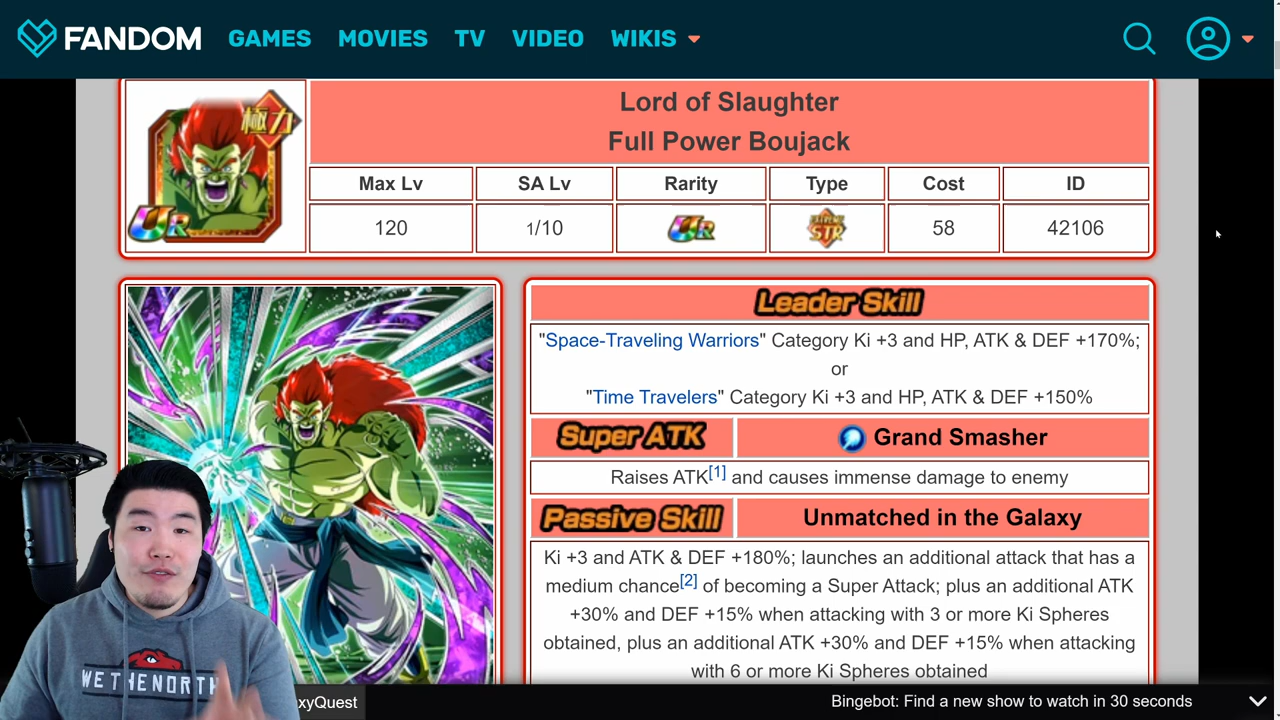 FANDOM GAMES MOVIES TV VIDEO WIKIS
極力
UR
Lord of Slaughter
Full Power Boujack
Max Lv SA Lv Rarity Type Cost ID
120 1/10 UR EXTREME STR 58 42106
Leader Skill
"Space-Traveling Warriors" Category Ki +3 and HP, ATK & DEF +170%;
or
"Time Travelers" Category Ki +3 and HP, ATK & DEF +150%
Super ATK Grand Smasher
Raises ATK[1] and causes immense damage to enemy
Passive Skill Unmatched in the Galaxy
Ki +3 and ATK & DEF +180%; launches an additional attack that has a
medium chance[2] of becoming a Super Attack; plus an additional ATK
+30% and DEF +15% when attacking with 3 or more Ki Spheres
obtained, plus an additional ATK +30% and DEF +15% when attacking
with 6 or more Ki Spheres obtained
WE THE NORTH
xyQuest
Bingebot: Find a new show to watch in 30 seconds